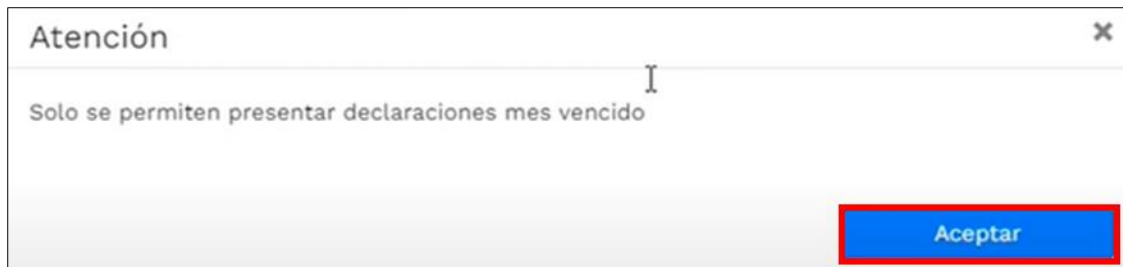 Atención
Solo se permiten presentar declaraciones mes vencido
Aceptar